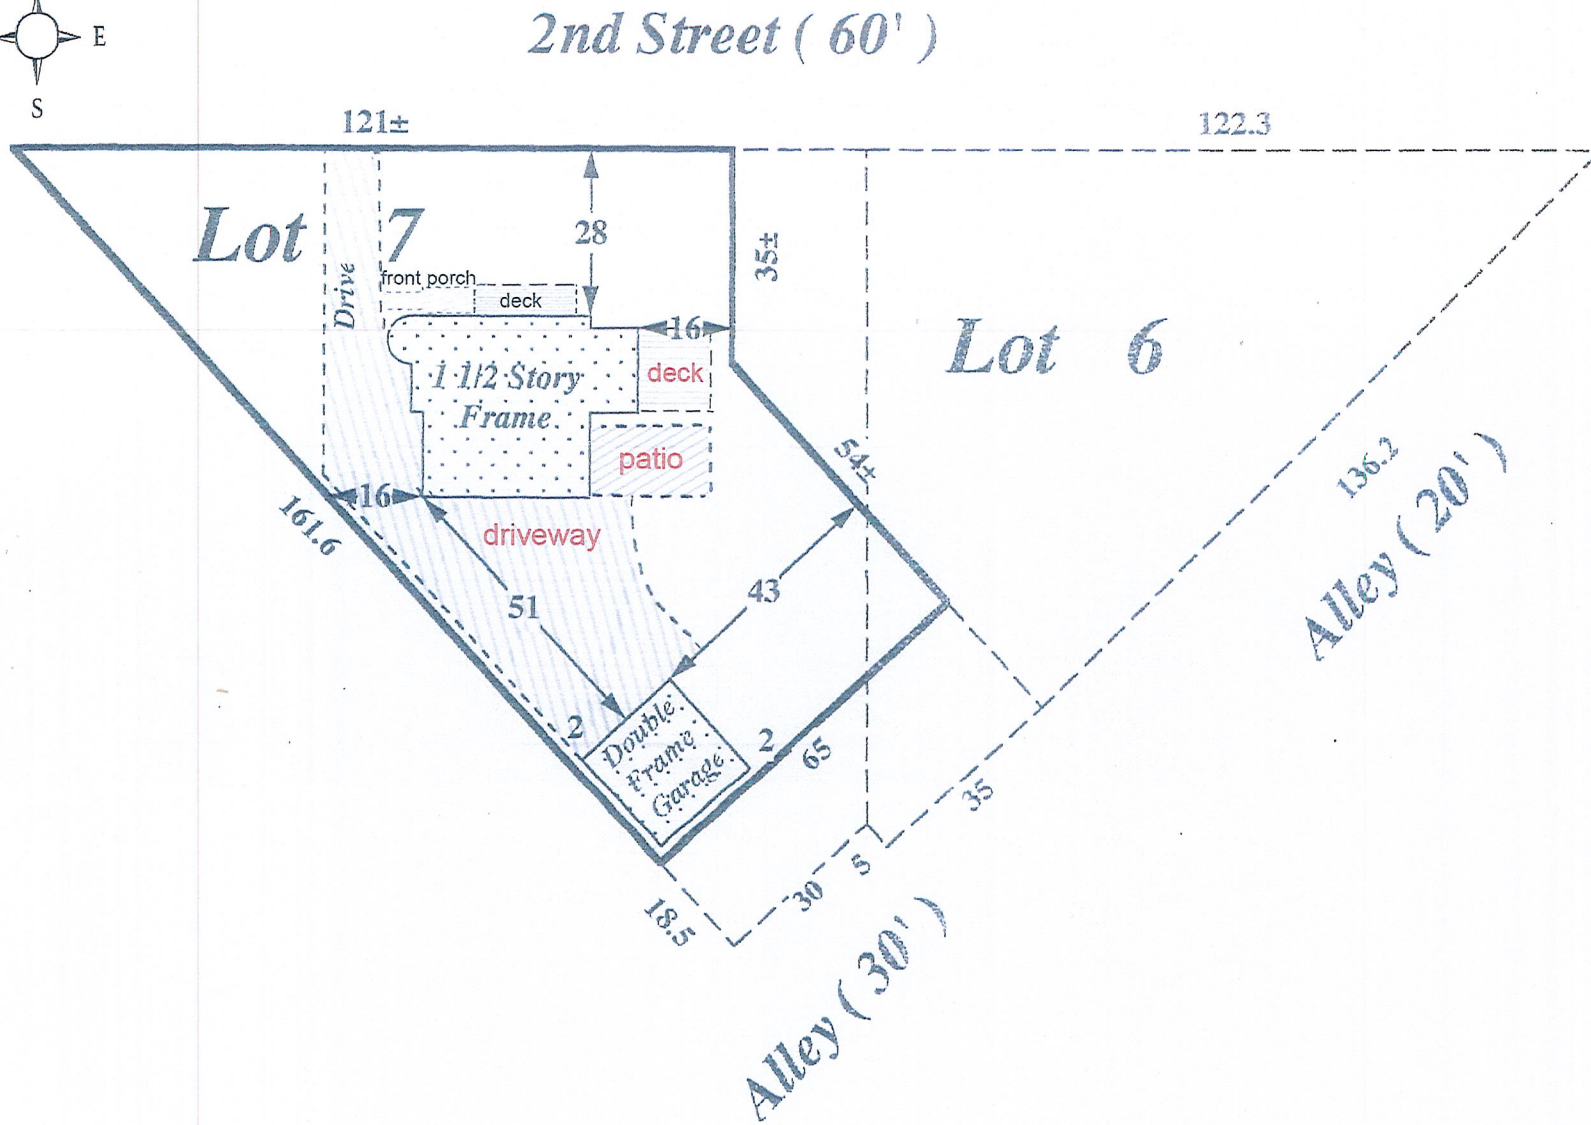 E
S
2nd Street ( 60' )
121±
122.3
Lot 7
28
35±
Drive
front porch
deck
16
Lot 6
1 1/2 Story
Frame
deck
patio
54±
136.2
16
161.6
driveway
51
43
Alley ( 20' )
2
Double
Frame
Garage
2
65
35
5
30
18.5
Alley ( 30' )